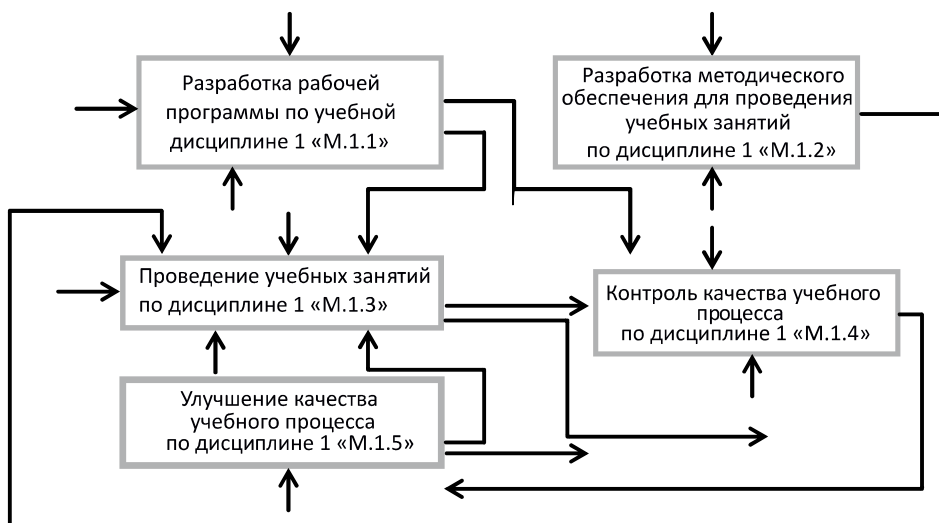 Разработка рабочей
программы по учебной
дисциплине 1 «М.1.1»
Разработка методического
обеспечения для проведения
учебных занятий
по дисциплине 1 «М.1.2»
Проведение учебных занятий
по дисциплине 1 «М.1.3»
Контроль качества учебного
процесса
по дисциплине 1 «М.1.4»
Улучшение качества
учебного процесса
по дисциплине 1 «М.1.5»